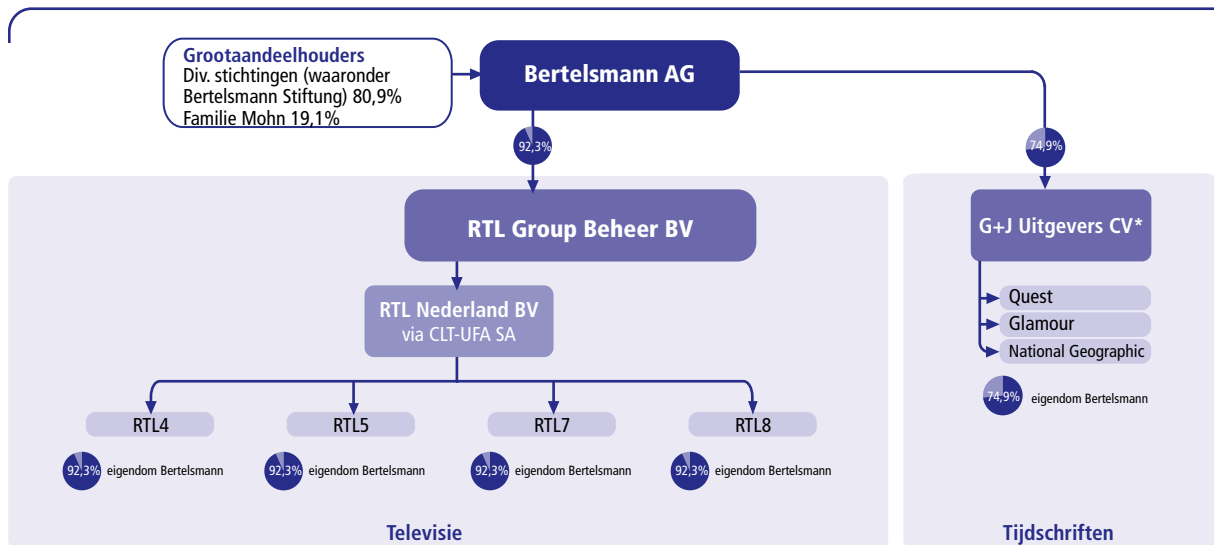 Grootaandeelhouders
Div. stichtingen (waaronder
Bertelsmann Stiftung) 80,9%
Familie Mohn 19,1%
Bertelsmann AG
92,3%
74,9%
RTL Group Beheer BV
RTL Nederland BV
via CLT-UFA SA
RTL4
RTL5
RTL7
RTL8
92,3% eigendom Bertelsmann
92,3% eigendom Bertelsmann
92,3% eigendom Bertelsmann
92,3% eigendom Bertelsmann
Televisie
G+J Uitgevers CV*
Quest
Glamour
National Geographic
74,9% eigendom Bertelsmann
Tijdschriften